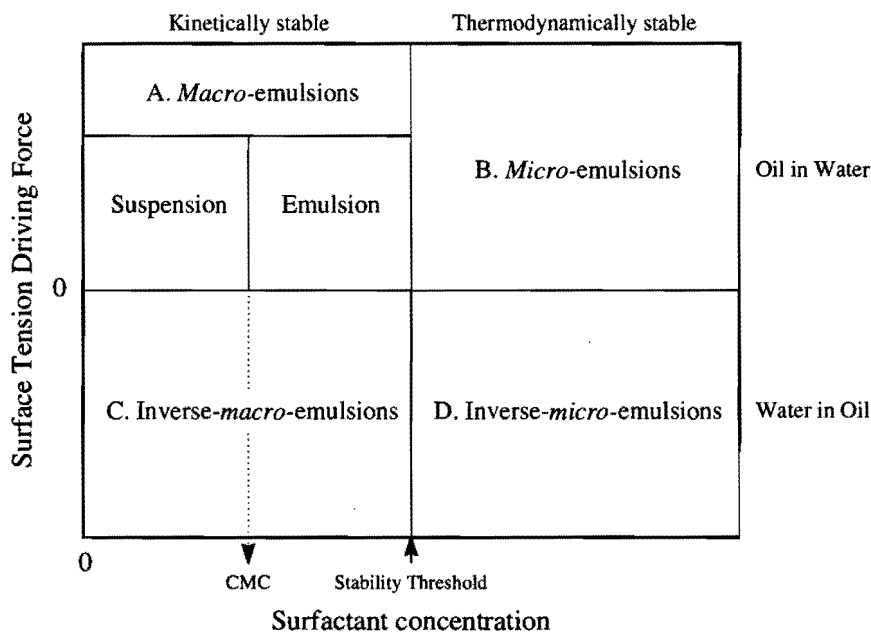 Kinetically stable
Thermodynamically stable
A. Macro-emulsions
B. Micro-emulsions
Oil in Water
Suspension
Emulsion
Surface Tension Driving Force
0
C. Inverse-macro-emulsions
D. Inverse-micro-emulsions
Water in Oil
0
CMC
Stability Threshold
Surfactant concentration